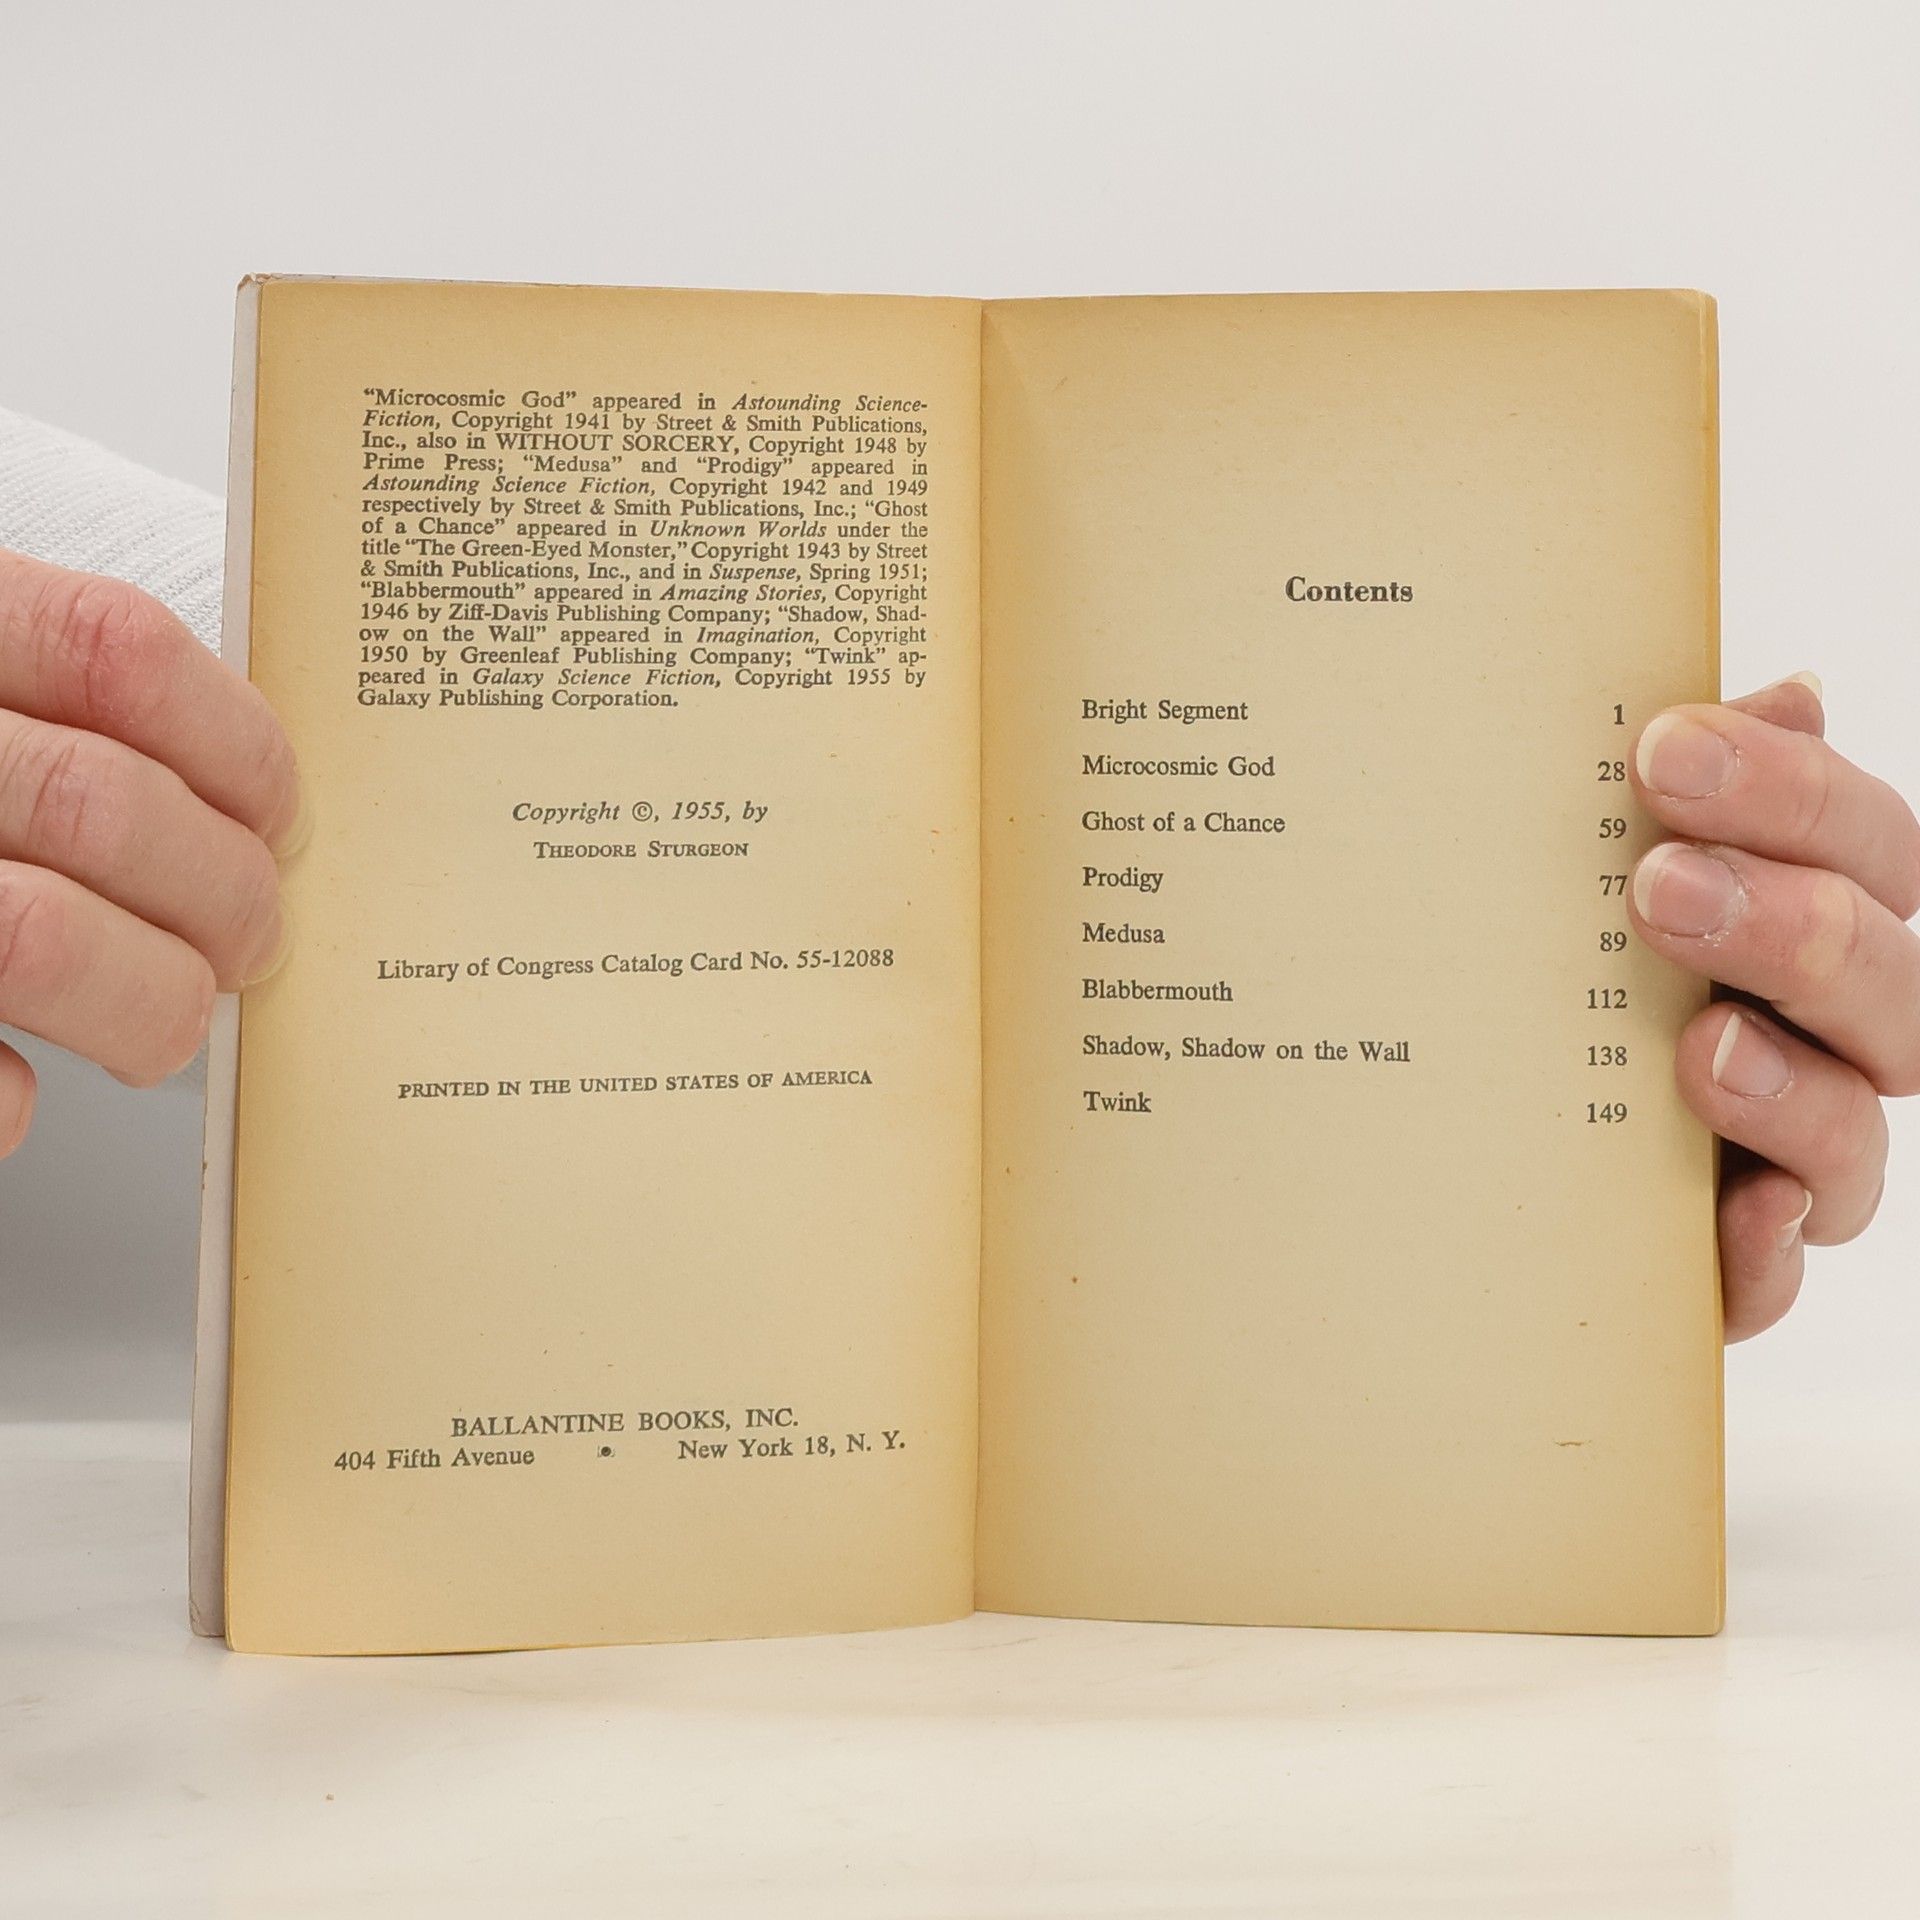 “Microcosmic God” appeared in Astounding Science-
Fiction, Copyright 1941 by Street & Smith Publications,
Inc., also in WITHOUT SORCERY, Copyright 1948 by
Prime Press; “Medusa” and “Prodigy” appeared in
Astounding Science Fiction, Copyright 1942 and 1949
respectively by Street & Smith Publications, Inc.; “Ghost
of a Chance” appeared in Unknown Worlds under the
title “The Green-Eyed Monster,” Copyright 1943 by Street
& Smith Publications, Inc., and in Suspense, Spring 1951;
“Blabbermouth” appeared in Amazing Stories, Copyright
1946 by Ziff-Davis Publishing Company; “Shadow, Shad-
ow on the Wall” appeared in Imagination, Copyright
1950 by Greenleaf Publishing Company; “Twink” ap-
peared in Galaxy Science Fiction, Copyright 1955 by
Galaxy Publishing Corporation.
Copyright ©, 1955, by
THEODORE STURGEON
Library of Congress Catalog Card No. 55-12088
PRINTED IN THE UNITED STATES OF AMERICA
BALLANTINE BOOKS, INC.
404 Fifth Avenue • New York 18, N. Y.
Contents
Bright Segment 1
Microcosmic God 28
Ghost of a Chance 59
Prodigy 77
Medusa 89
Blabbermouth 112
Shadow, Shadow on the Wall 138
Twink 149